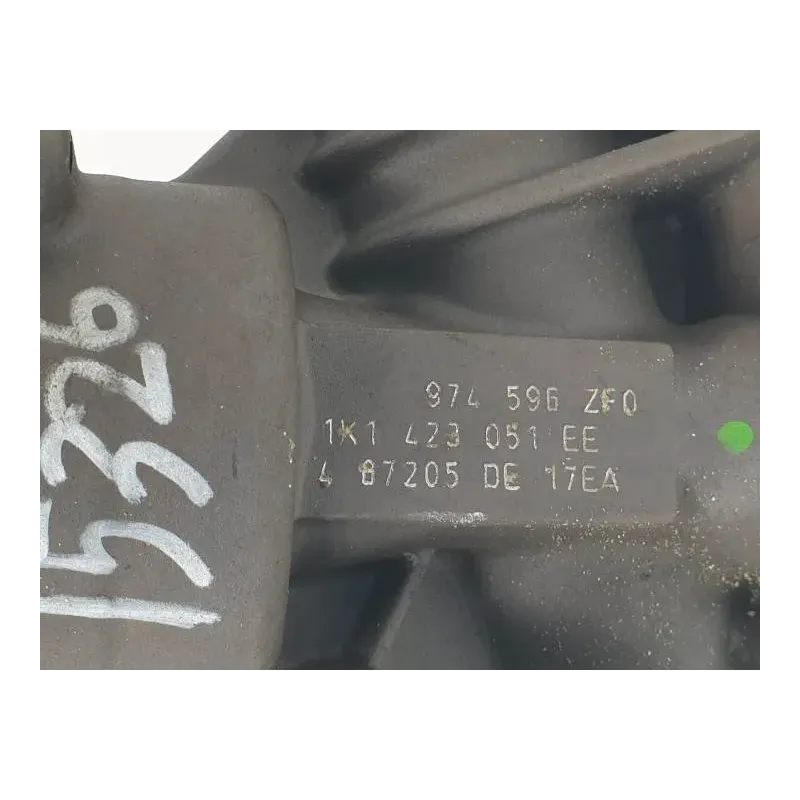 15326
974 596 ZF0
1K1 423 051 EE
4 87205 DE 17EA